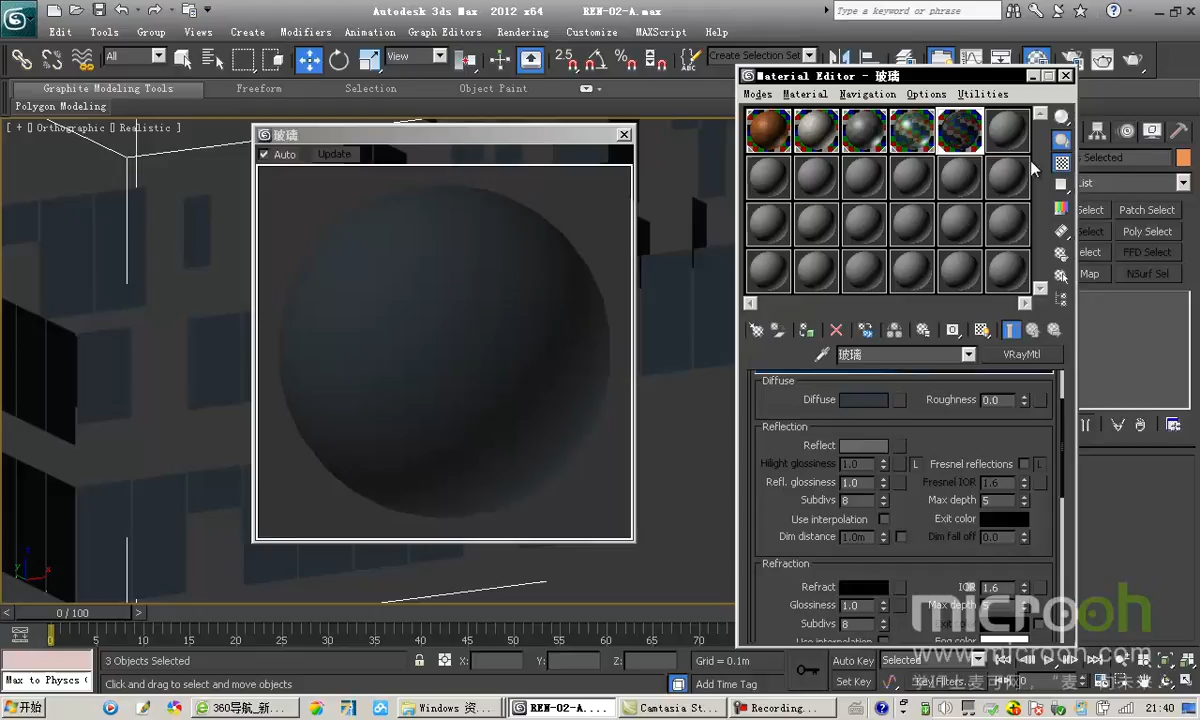 Autodesk 3ds Max 2012 x64 REN-02-A.max
Type a keyword or phrase
Edit Tools Group Views Create Modifiers Animation Graph Editors Rendering Customize MAXScript Help
All View 2.5 Create Selection Set
Graphite Modeling Tools Freeform Selection Object Paint
Polygon Modeling
[ + ] Orthographic [ Realistic ]
玻璃
Auto Update
Material Editor - 玻璃
Modes Material Navigation Options Utilities
玻璃 VRayMtl
Diffuse
Diffuse Roughness 0.0
Reflection
Reflect
Hilight glossiness 1.0 L Fresnel reflections L
Refl. glossiness 1.0 Fresnel IOR 1.6
Subdivs 8 Max depth 5
Use interpolation Exit color
Dim distance 1.0m Dim fall off 0.0
Refraction
Refract IOR 1.6
Glossiness 1.0 Max depth 5
Subdivs 8 Exit color
Use interpolation Fog color
Selected
List
Select Patch Select
Select Poly Select
Select FFD Select
Map NSurf Sel
z y x
0 / 100
0 5 10 15 20 25 30 35 40 45 50 55 60 65 70
3 Objects Selected X: Y: Z: Grid = 0.1m Auto Key Selected
Max to Physcs Click and drag to select and move objects Add Time Tag Set Key Key Filters... 0
microoh
www.microoh.com
开始 360导航_新... Windows 资... REN-02-A.... Camtasia St... Recording... 21:40